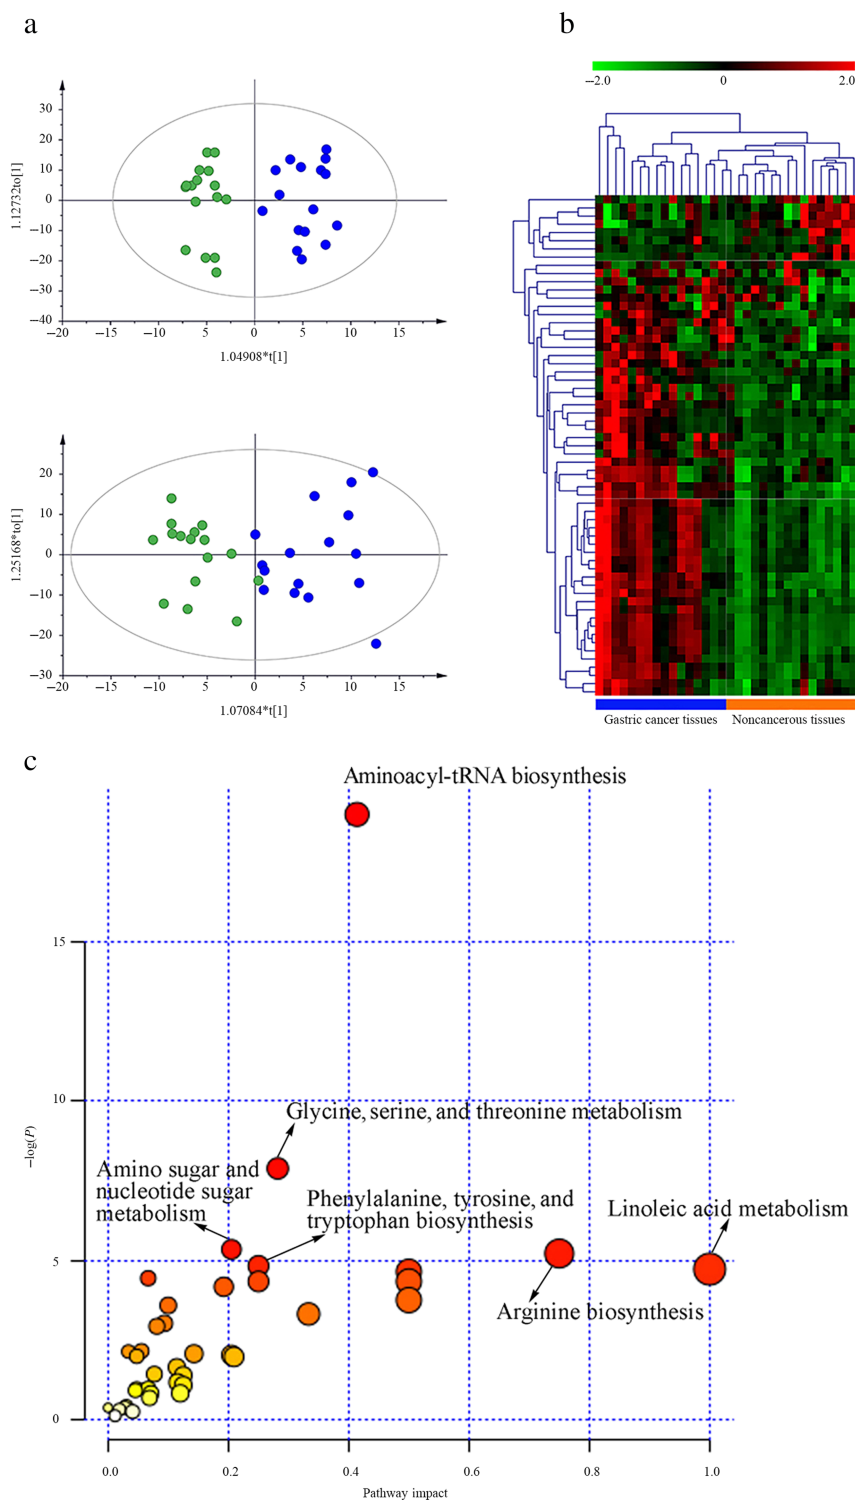 a
b
--2.0
0
2.0
30
20
10
0
−10
−20
−30
−40
1.12732to[1]
−20
−15
−10
5
0
5
10
15
1.04908*t[1]
20
10
0
−10
−20
−30
1.25168*to[1]
−20
−15
−10
5
0
5
10
15
1.07084*t[1]
Gastric cancer tissues
Noncancerous tissues
c
Aminoacyl-tRNA biosynthesis
15
10
5
0
−log(P)
Glycine, serine, and threonine metabolism
Amino sugar and
nucleotide sugar
metabolism
Phenylalanine, tyrosine, and
tryptophan biosynthesis
Linoleic acid metabolism
Arginine biosynthesis
0.0
0.2
0.4
0.6
0.8
1.0
Pathway impact